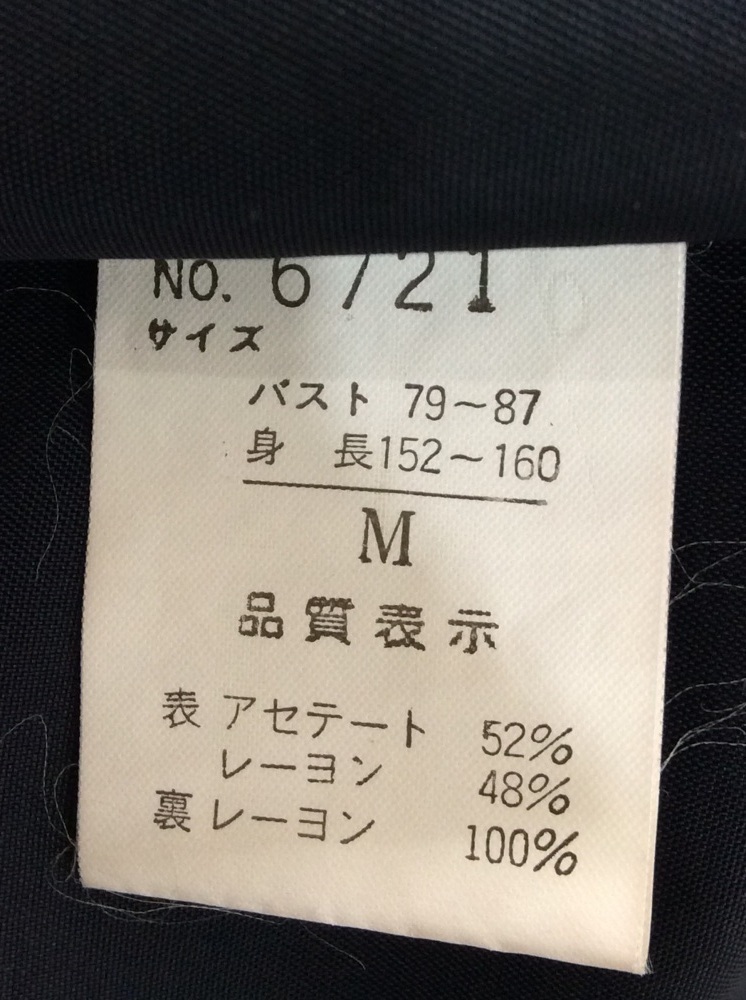 No. 6721
サイズ
バスト 79~87
身 長152~160
M
品質表示
表 アセテート 52%
レーヨン 48%
裏 レーヨン 100%